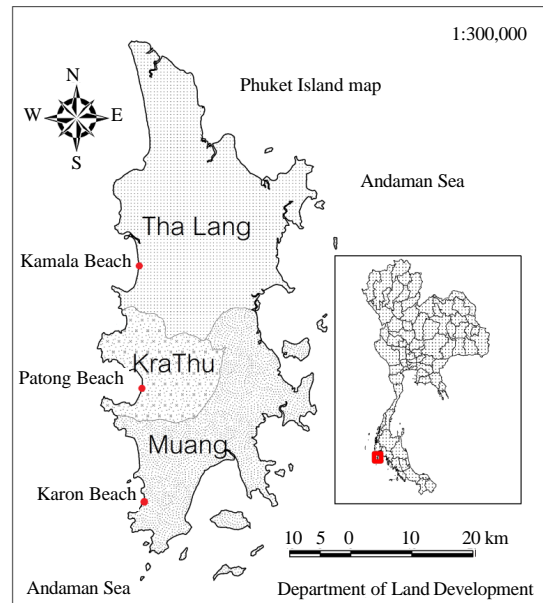 1:300,000
Phuket Island map
N
W E
S
Andaman Sea
Tha Lang
Kamala Beach
KraThu
Patong Beach
Muang
Karon Beach
10 5 0 10 20 km
Andaman Sea
Department of Land Development